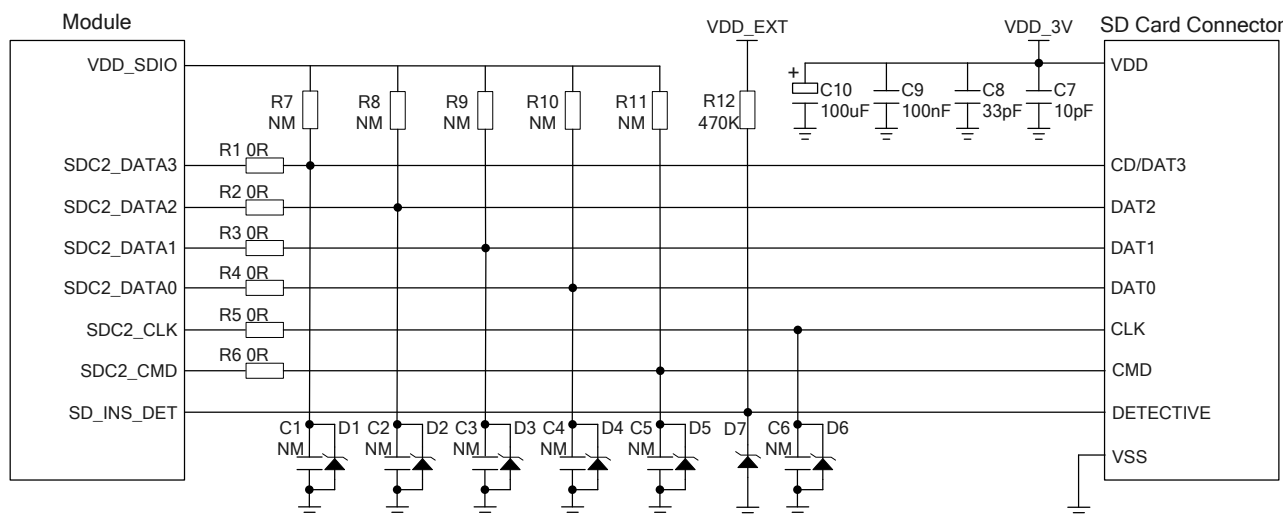 Module
VDD_EXT
VDD_3V
SD Card Connector
VDD_SDIO
VDD
R7
NM
R8
NM
R9
NM
R10
NM
R11
NM
R12
470K
+
C10
100uF
C9
100nF
C8
33pF
C7
10pF
SDC2_DATA3
R1 0R
CD/DAT3
SDC2_DATA2
R2 0R
DAT2
SDC2_DATA1
R3 0R
DAT1
SDC2_DATA0
R4 0R
DAT0
SDC2_CLK
R5 0R
CLK
SDC2_CMD
R6 0R
CMD
SD_INS_DET
DETECTIVE
C1
NM
D1
C2
NM
D2
C3
NM
D3
C4
NM
D4
C5
NM
D5
D7
C6
NM
D6
VSS